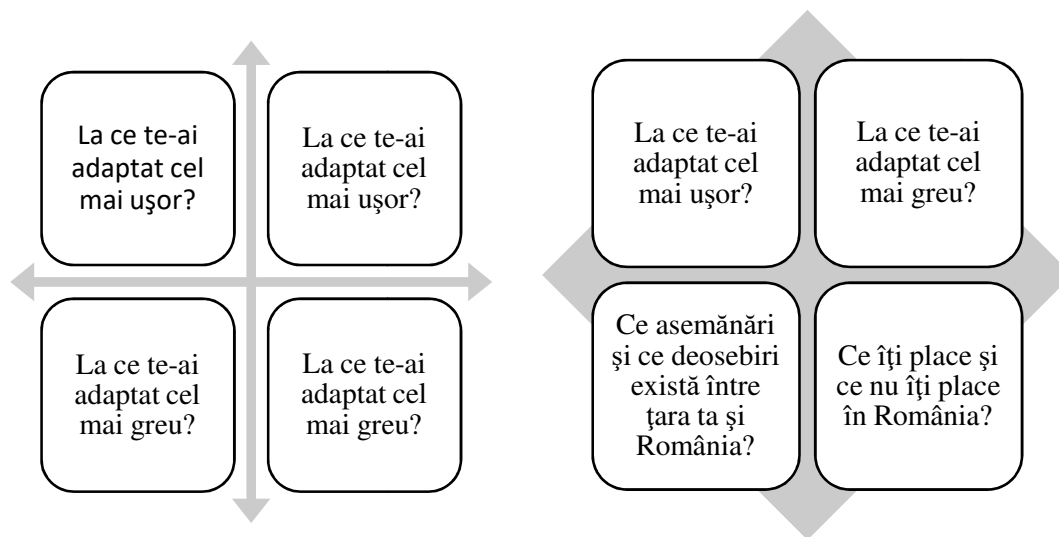 La ce te-ai
adaptat cel
mai uşor?
La ce te-ai
adaptat cel
mai uşor?
La ce te-ai
adaptat cel
mai greu?
La ce te-ai
adaptat cel
mai greu?
La ce te-ai
adaptat cel
mai uşor?
La ce te-ai
adaptat cel
mai greu?
Ce asemănări
şi ce deosebiri
există între
ţara ta şi
România?
Ce îţi place şi
ce nu îţi place
în România?